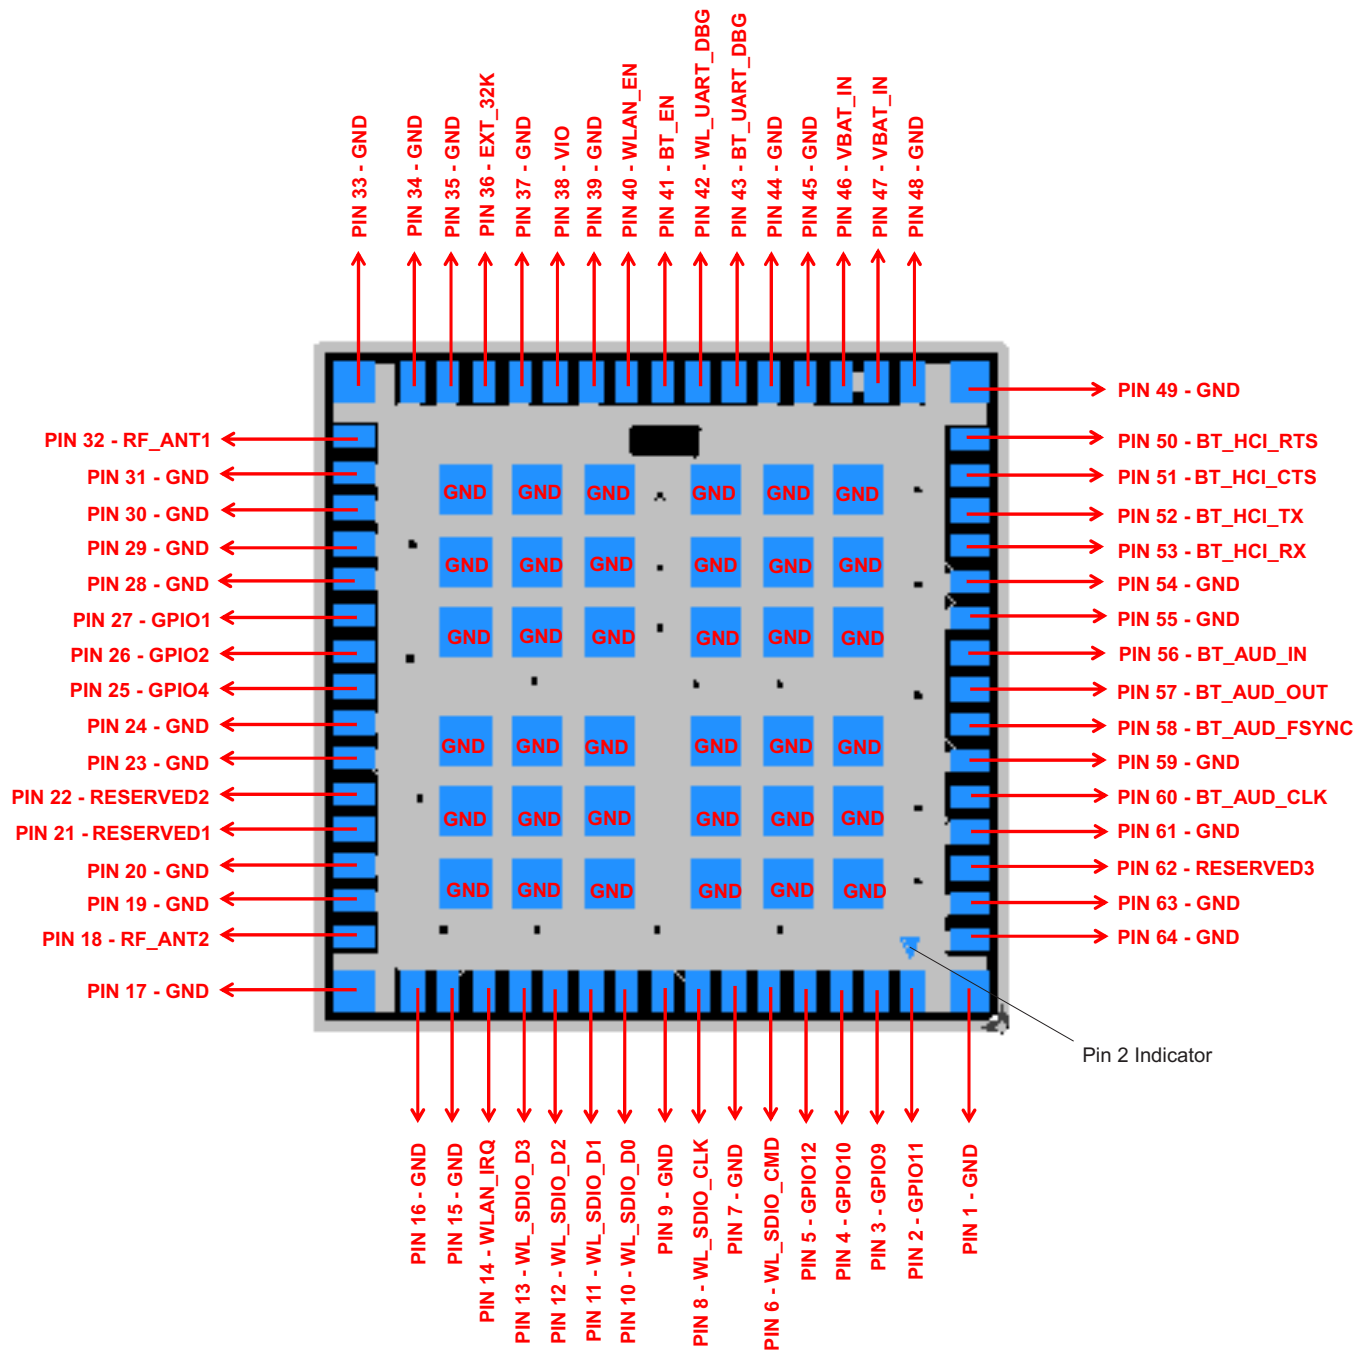 PIN 33 - GND
PIN 34 - GND
PIN 35 - GND
PIN 36 - EXT_32K
PIN 37 - GND
PIN 38 - VIO
PIN 39 - GND
PIN 40 - WLAN_EN
PIN 41 - BT_EN
PIN 42 - WL_UART_DBG
PIN 43 - BT_UART_DBG
PIN 44 - GND
PIN 45 - GND
PIN 46 - VBAT_IN
PIN 47 - VBAT_IN
PIN 48 - GND
PIN 32 - RF_ANT1
PIN 31 - GND
PIN 30 - GND
PIN 29 - GND
PIN 28 - GND
PIN 27 - GPIO1
PIN 26 - GPIO2
PIN 25 - GPIO4
PIN 24 - GND
PIN 23 - GND
PIN 22 - RESERVED2
PIN 21 - RESERVED1
PIN 20 - GND
PIN 19 - GND
PIN 18 - RF_ANT2
PIN 17 - GND
GND GND GND GND GND GND
GND GND GND GND GND GND
GND GND GND GND GND GND
GND GND GND GND GND GND
GND GND GND GND GND GND
GND GND GND GND GND GND
PIN 49 - GND
PIN 50 - BT_HCI_RTS
PIN 51 - BT_HCI_CTS
PIN 52 - BT_HCI_TX
PIN 53 - BT_HCI_RX
PIN 54 - GND
PIN 55 - GND
PIN 56 - BT_AUD_IN
PIN 57 - BT_AUD_OUT
PIN 58 - BT_AUD_FSYNC
PIN 59 - GND
PIN 60 - BT_AUD_CLK
PIN 61 - GND
PIN 62 - RESERVED3
PIN 63 - GND
PIN 64 - GND
Pin 2 Indicator
PIN 16 - GND
PIN 15 - GND
PIN 14 - WLAN_IRQ
PIN 13 - WL_SDIO_D3
PIN 12 - WL_SDIO_D2
PIN 11 - WL_SDIO_D1
PIN 10 - WL_SDIO_D0
PIN 9 - GND
PIN 8 - WL_SDIO_CLK
PIN 7 - GND
PIN 6 - WL_SDIO_CMD
PIN 5 - GPIO12
PIN 4 - GPIO10
PIN 3 - GPIO9
PIN 2 - GPIO11
PIN 1 - GND